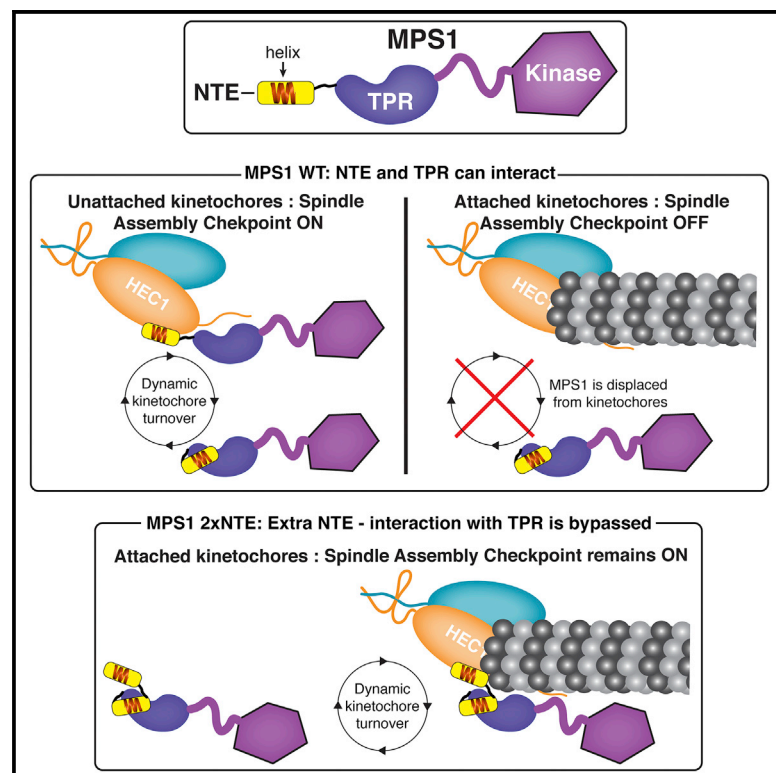 MPS1
helix
NTE
TPR
Kinase
MPS1 WT: NTE and TPR can interact
Unattached kinetochores : Spindle
Assembly Chekpoint ON
HEC1
Dynamic
kinetochore
turnover
Attached kinetochores : Spindle
Assembly Checkpoint OFF
HEC
MPS1 is displaced
from kinetochores
MPS1 2xNTE: Extra NTE - interaction with TPR is bypassed
Attached kinetochores : Spindle Assembly Checkpoint remains ON
HEC
Dynamic
kinetochore
turnover